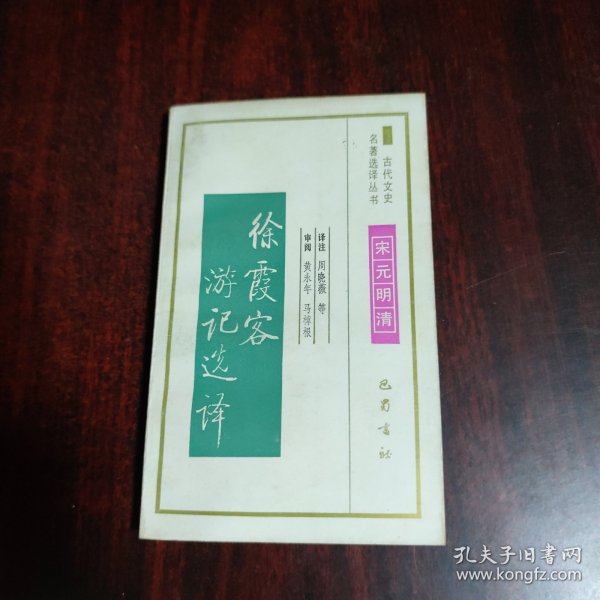 古代文史
名著选译丛书
宋元明清
巴蜀书社
译注 周晓薇 等
审阅 黄永年 马樟根
徐霞客
游记选译
孔夫子旧书网
www.kongfz.com